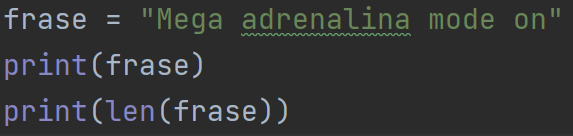 frase = "Mega adrenalina mode on"
print(frase)
print(len(frase))